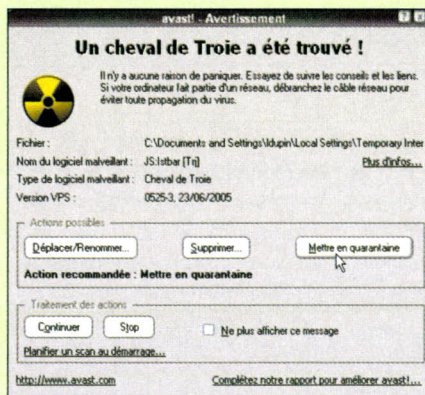 avast! - Avertissement
Un cheval de Troie a été trouvé !
Il n'y a aucune raison de paniquer. Essayez de suivre les conseils et les liens.
Si votre ordinateur fait partie d'un réseau, débranchez le câble réseau pour
éviter toute propagation du virus.
Fichier : C:\Documents and Settings\ldupin\Local Settings\Temporary Inter
Nom du logiciel malveillant : JS:Istbar [Trj] Plus d'infos...
Type de logiciel malveillant : Cheval de Troie
Version VPS : 0525-3, 23/06/2005
Actions possibles
Déplacer/Renommer... Supprimer... Mettre en quarantaine
Action recommandée : Mettre en quarantaine
Traitement des actions
Continuer Stop Ne plus afficher ce message
Planifier un scan au démarrage...
http://www.avast.com Complétez notre rapport pour améliorer avast!...